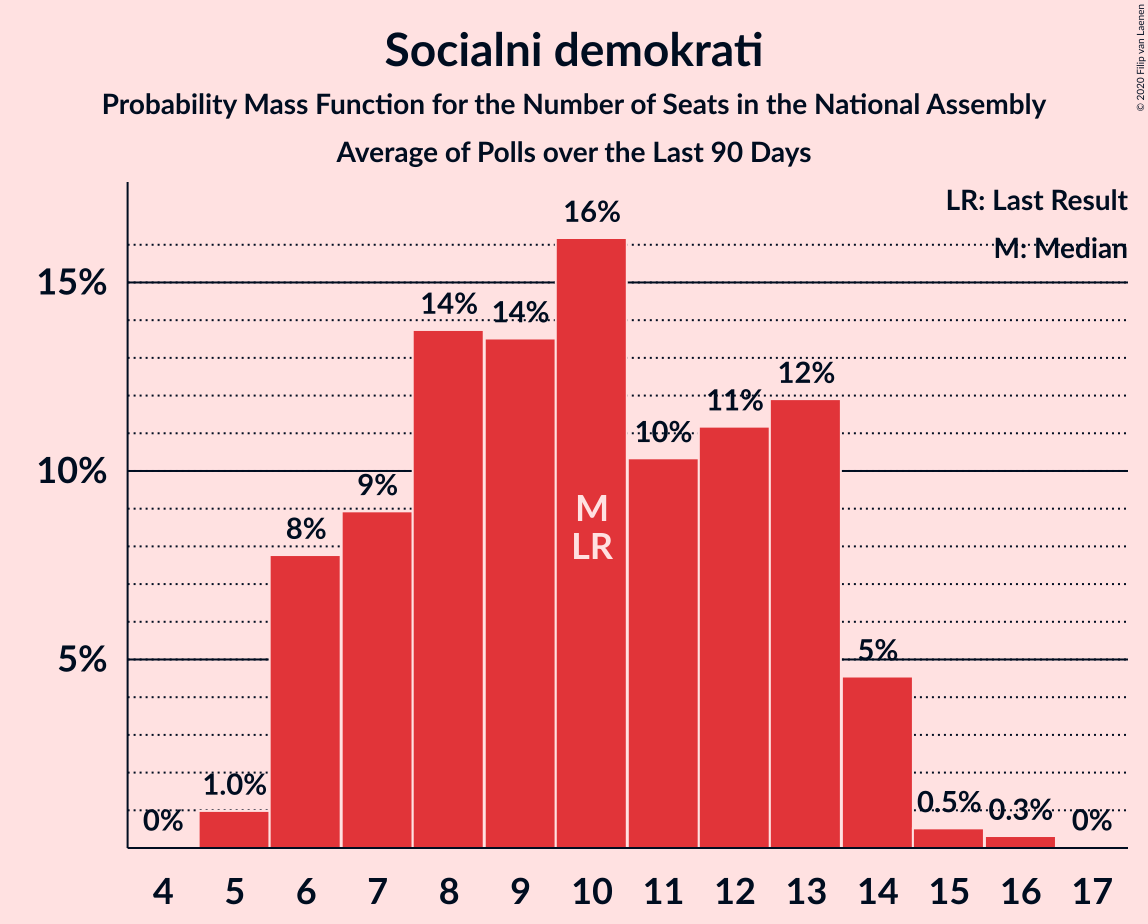 Socialni demokrati
Probability Mass Function for the Number of Seats in the National Assembly
Average of Polls over the Last 90 Days
© 2020 Filip van Laenen
LR: Last Result
M: Median
15%
10%
5%
0%
1.0%
8%
9%
14%
14%
16%
10%
11%
12%
5%
0.5%
0.3%
0%
M
LR
4 5 6 7 8 9 10 11 12 13 14 15 16 17